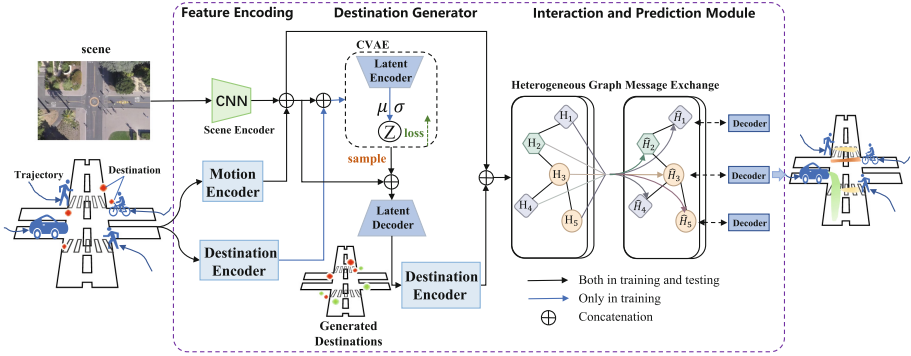 Feature Encoding
Destination Generator
Interaction and Prediction Module
scene
CNN
Scene Encoder
CVAE
Latent
Encoder
μ σ
Z
loss
sample
Heterogeneous Graph Message Exchange
H₁
H₂
H₃
H₄
H₅
H̃₁
H̃₂
H̃₃
H̃₄
H̃₅
Decoder
Decoder
Decoder
Trajectory
Destination
Motion
Encoder
Destination
Encoder
Latent
Decoder
Destination
Encoder
Generated
Destinations
Both in training and testing
Only in training
Concatenation